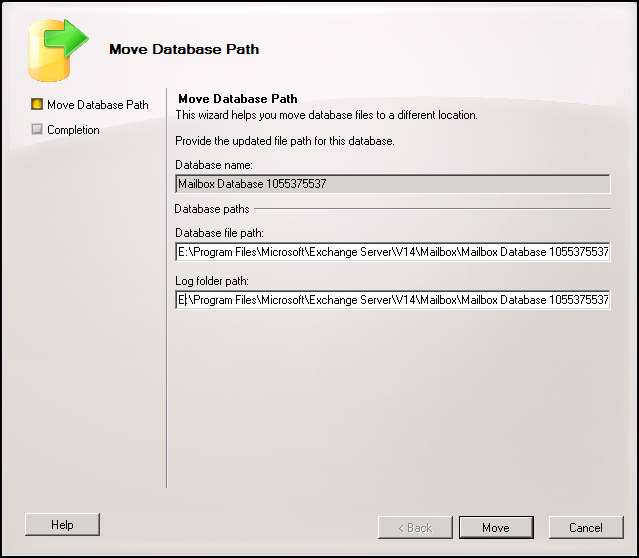 Move Database Path
Move Database Path
Completion
Move Database Path
This wizard helps you move database files to a different location.
Provide the updated file path for this database.
Database name:
Mailbox Database 1055375537
Database paths
Database file path:
E:\Program Files\Microsoft\Exchange Server\V14\Mailbox\Mailbox Database 1055375537
Log folder path:
E:\Program Files\Microsoft\Exchange Server\V14\Mailbox\Mailbox Database 1055375537
Help
< Back
Move
Cancel